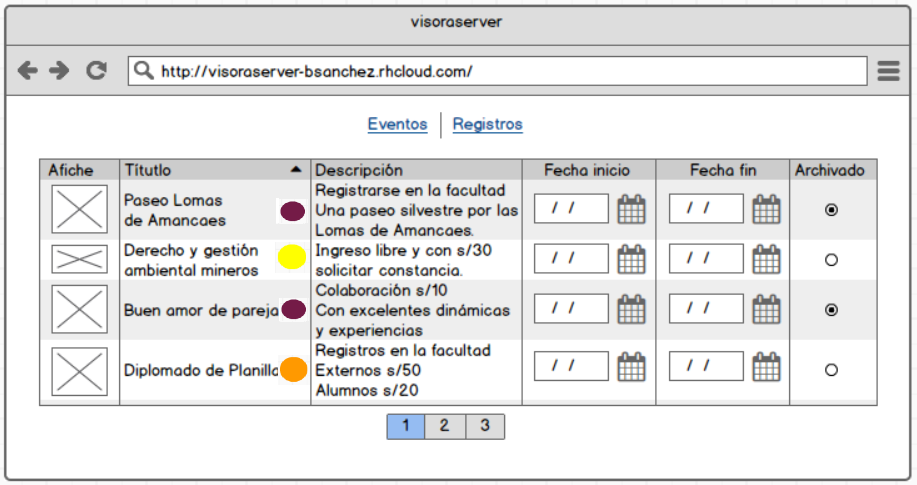 visoraserver
http://visoraserver-bsanchez.rhcloud.com/
Eventos
Registros
Afiche
Títutlo
Descripción
Fecha inicio
Fecha fin
Archivado
Paseo Lomas
de Amancaes
Registrarse en la facultad
Una paseo silvestre por las
Lomas de Amancaes.
/ /
/ /
Derecho y gestión
ambiental mineros
Ingreso libre y con s/30
solicitar constancia.
/ /
/ /
Buen amor de pareja
Colaboración s/10
Con excelentes dinámicas
y experiencias
/ /
/ /
Diplomado de Planilla
Registros en la facultad
Externos s/50
Alumnos s/20
/ /
/ /
1
2
3